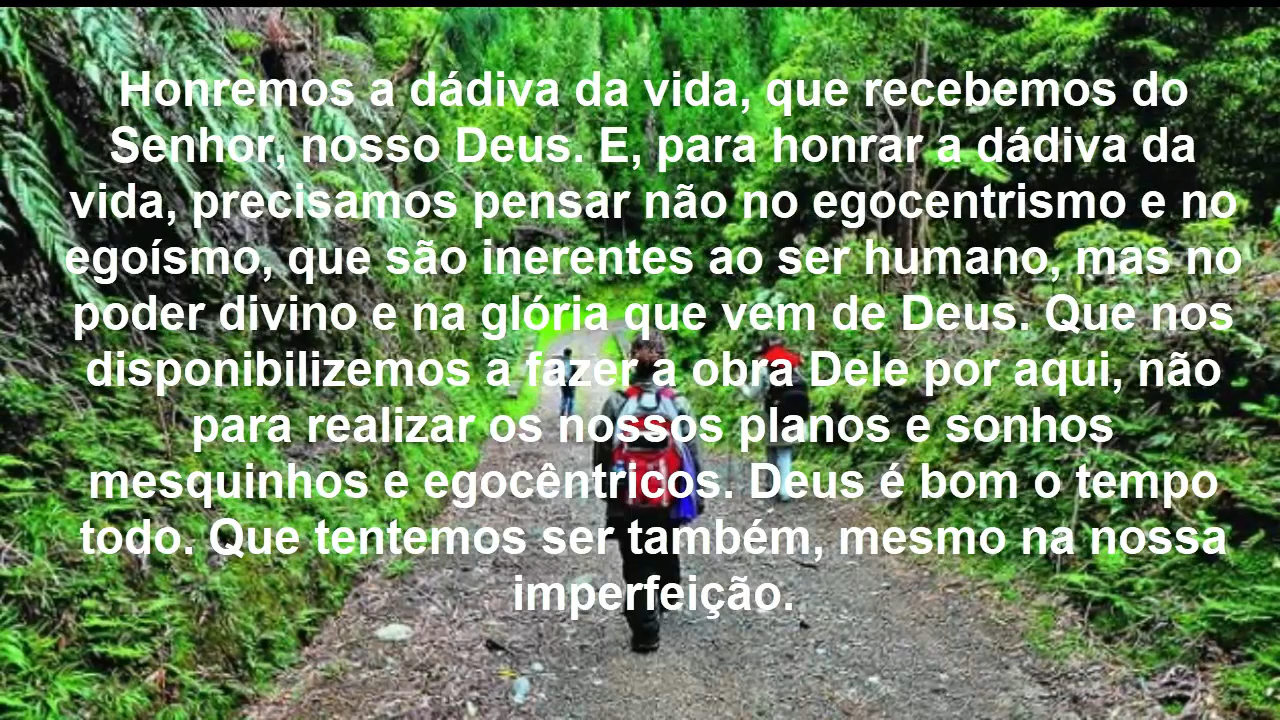 Honremos a dádiva da vida, que recebemos do
Senhor, nosso Deus. E, para honrar a dádiva da
vida, precisamos pensar não no egocentrismo e no
egoísmo, que são inerentes ao ser humano, mas no
poder divino e na glória que vem de Deus. Que nos
disponibilizemos a fazer a obra Dele por aqui, não
para realizar os nossos planos e sonhos
mesquinhos e egocêntricos. Deus é bom o tempo
todo. Que tentemos ser também, mesmo na nossa
imperfeição.